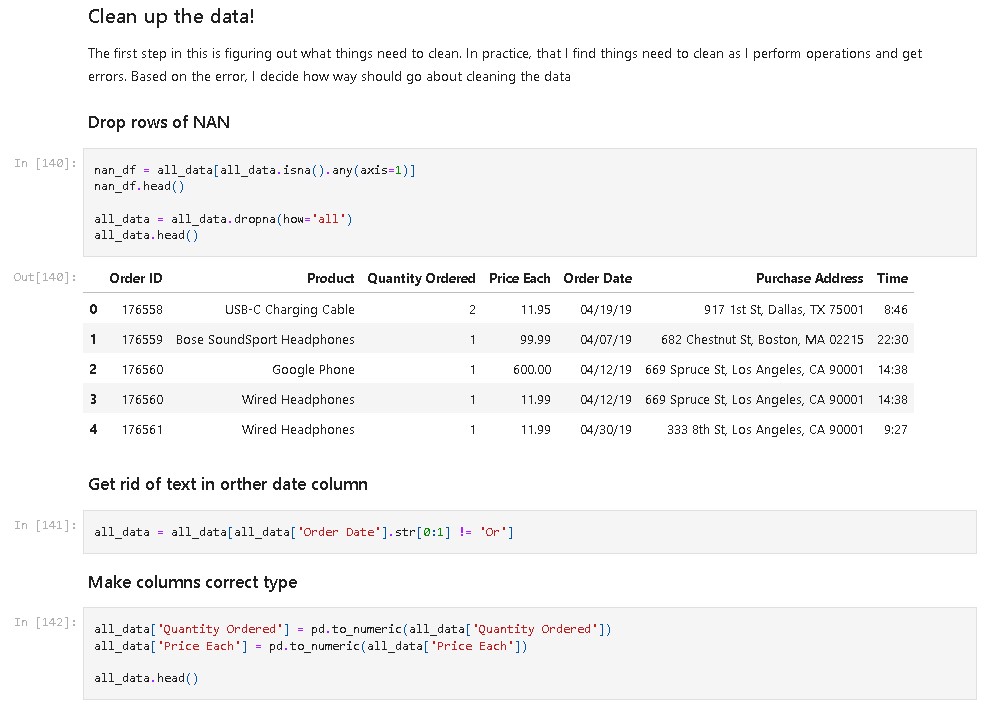 Clean up the data!
The first step in this is figuring out what things need to clean. In practice, that I find things need to clean as I perform operations and get
errors. Based on the error, I decide how way should go about cleaning the data
Drop rows of NAN
In [140]:
nan_df = all_data[all_data.isna().any(axis=1)]
nan_df.head()
all_data = all_data.dropna(how='all')
all_data.head()
Out[140]:
Order ID Product Quantity Ordered Price Each Order Date Purchase Address Time
0 176558 USB-C Charging Cable 2 11.95 04/19/19 917 1st St, Dallas, TX 75001 8:46
1 176559 Bose SoundSport Headphones 1 99.99 04/07/19 682 Chestnut St, Boston, MA 02215 22:30
2 176560 Google Phone 1 600.00 04/12/19 669 Spruce St, Los Angeles, CA 90001 14:38
3 176560 Wired Headphones 1 11.99 04/12/19 669 Spruce St, Los Angeles, CA 90001 14:38
4 176561 Wired Headphones 1 11.99 04/30/19 333 8th St, Los Angeles, CA 90001 9:27
Get rid of text in orther date column
In [141]:
all_data = all_data[all_data['Order Date'].str[0:1] != 'Or']
Make columns correct type
In [142]:
all_data['Quantity Ordered'] = pd.to_numeric(all_data['Quantity Ordered'])
all_data['Price Each'] = pd.to_numeric(all_data['Price Each'])
all_data.head()